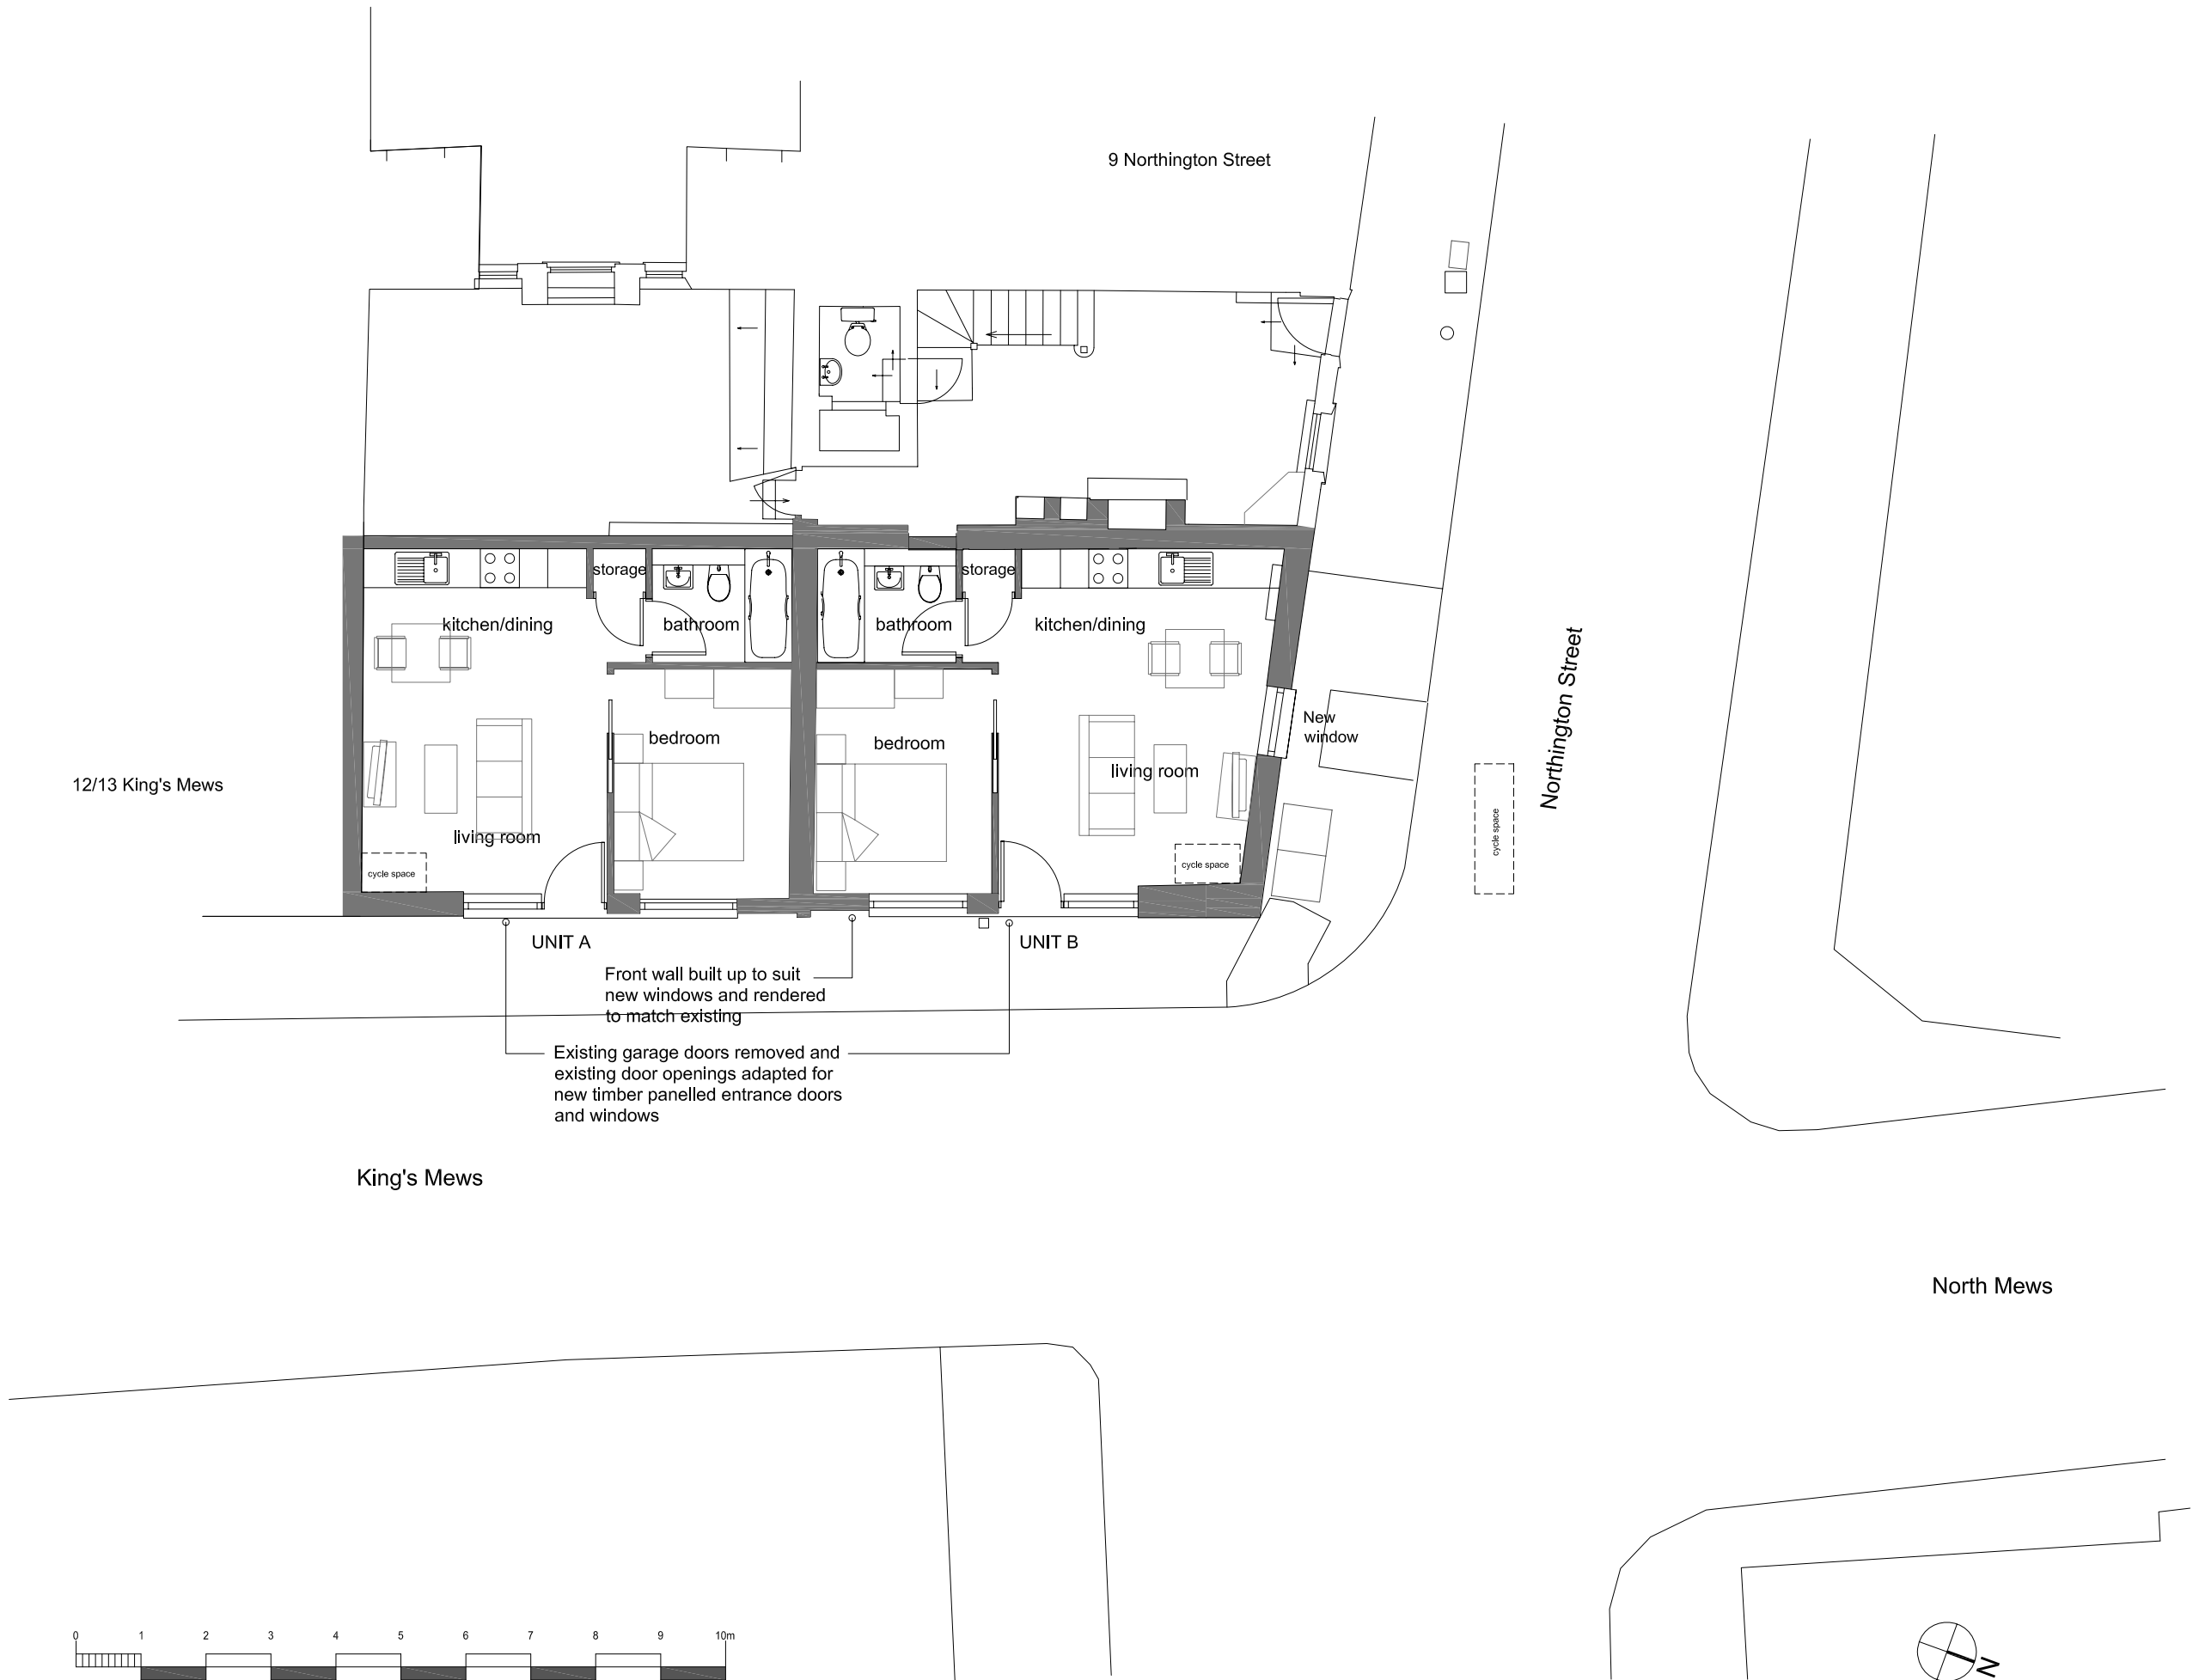 9 Northington Street
storage
storage
kitchen/dining
bathroom
bathroom
kitchen/dining
Northington Street
New
window
bedroom
bedroom
living room
12/13 King's Mews
living room
cycle space
cycle space
cycle space
UNIT A
UNIT B
Front wall built up to suit
new windows and rendered
to match existing
Existing garage doors removed and
existing door openings adapted for
new timber panelled entrance doors
and windows
King's Mews
North Mews
0 1 2 3 4 5 6 7 8 9 10m
N